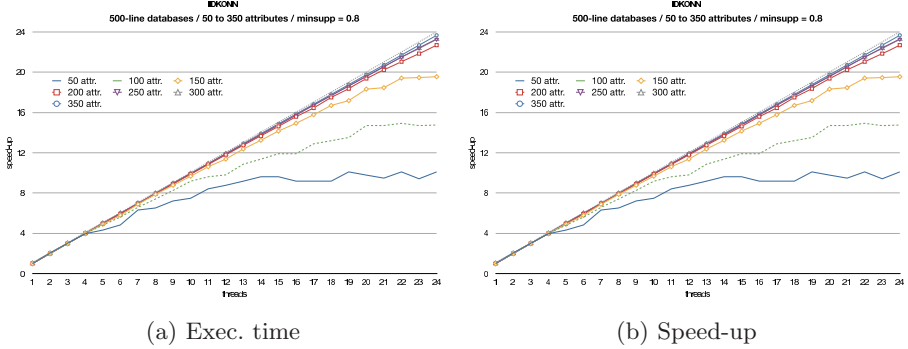 500-line databases / 50 to 350 attributes / minsupp = 0.8
speed-up
24
20
16
12
8
4
0
50 attr. 100 attr. 150 attr.
200 attr. 250 attr. 300 attr.
350 attr.
1 2 3 4 5 6 7 8 9 10 11 12 13 14 15 16 17 18 19 20 21 22 23 24
threads
(a) Exec. time
500-line databases / 50 to 350 attributes / minsupp = 0.8
speed-up
24
20
16
12
8
4
0
50 attr. 100 attr. 150 attr.
200 attr. 250 attr. 300 attr.
350 attr.
1 2 3 4 5 6 7 8 9 10 11 12 13 14 15 16 17 18 19 20 21 22 23 24
threads
(b) Speed-up